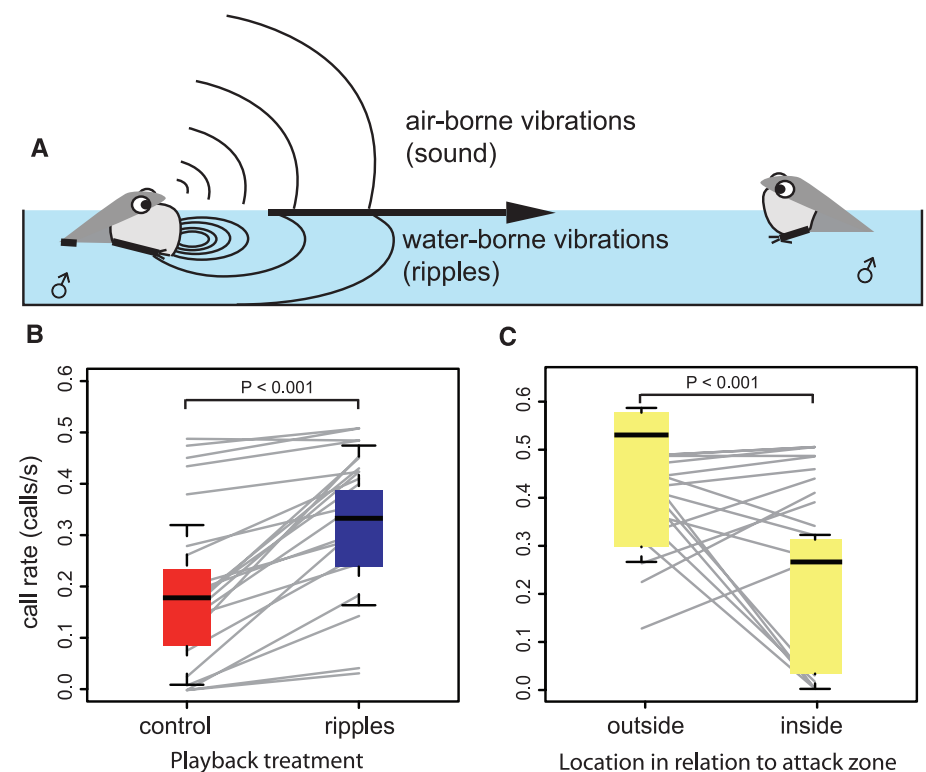 A
air-borne vibrations
(sound)
water-borne vibrations
(ripples)
♂
♂
B
P < 0.001
call rate (calls/s)
0.6
0.5
0.4
0.3
0.2
0.1
0.0
control
ripples
Playback treatment
C
P < 0.001
0.6
0.5
0.4
0.3
0.2
0.1
0.0
outside
inside
Location in relation to attack zone